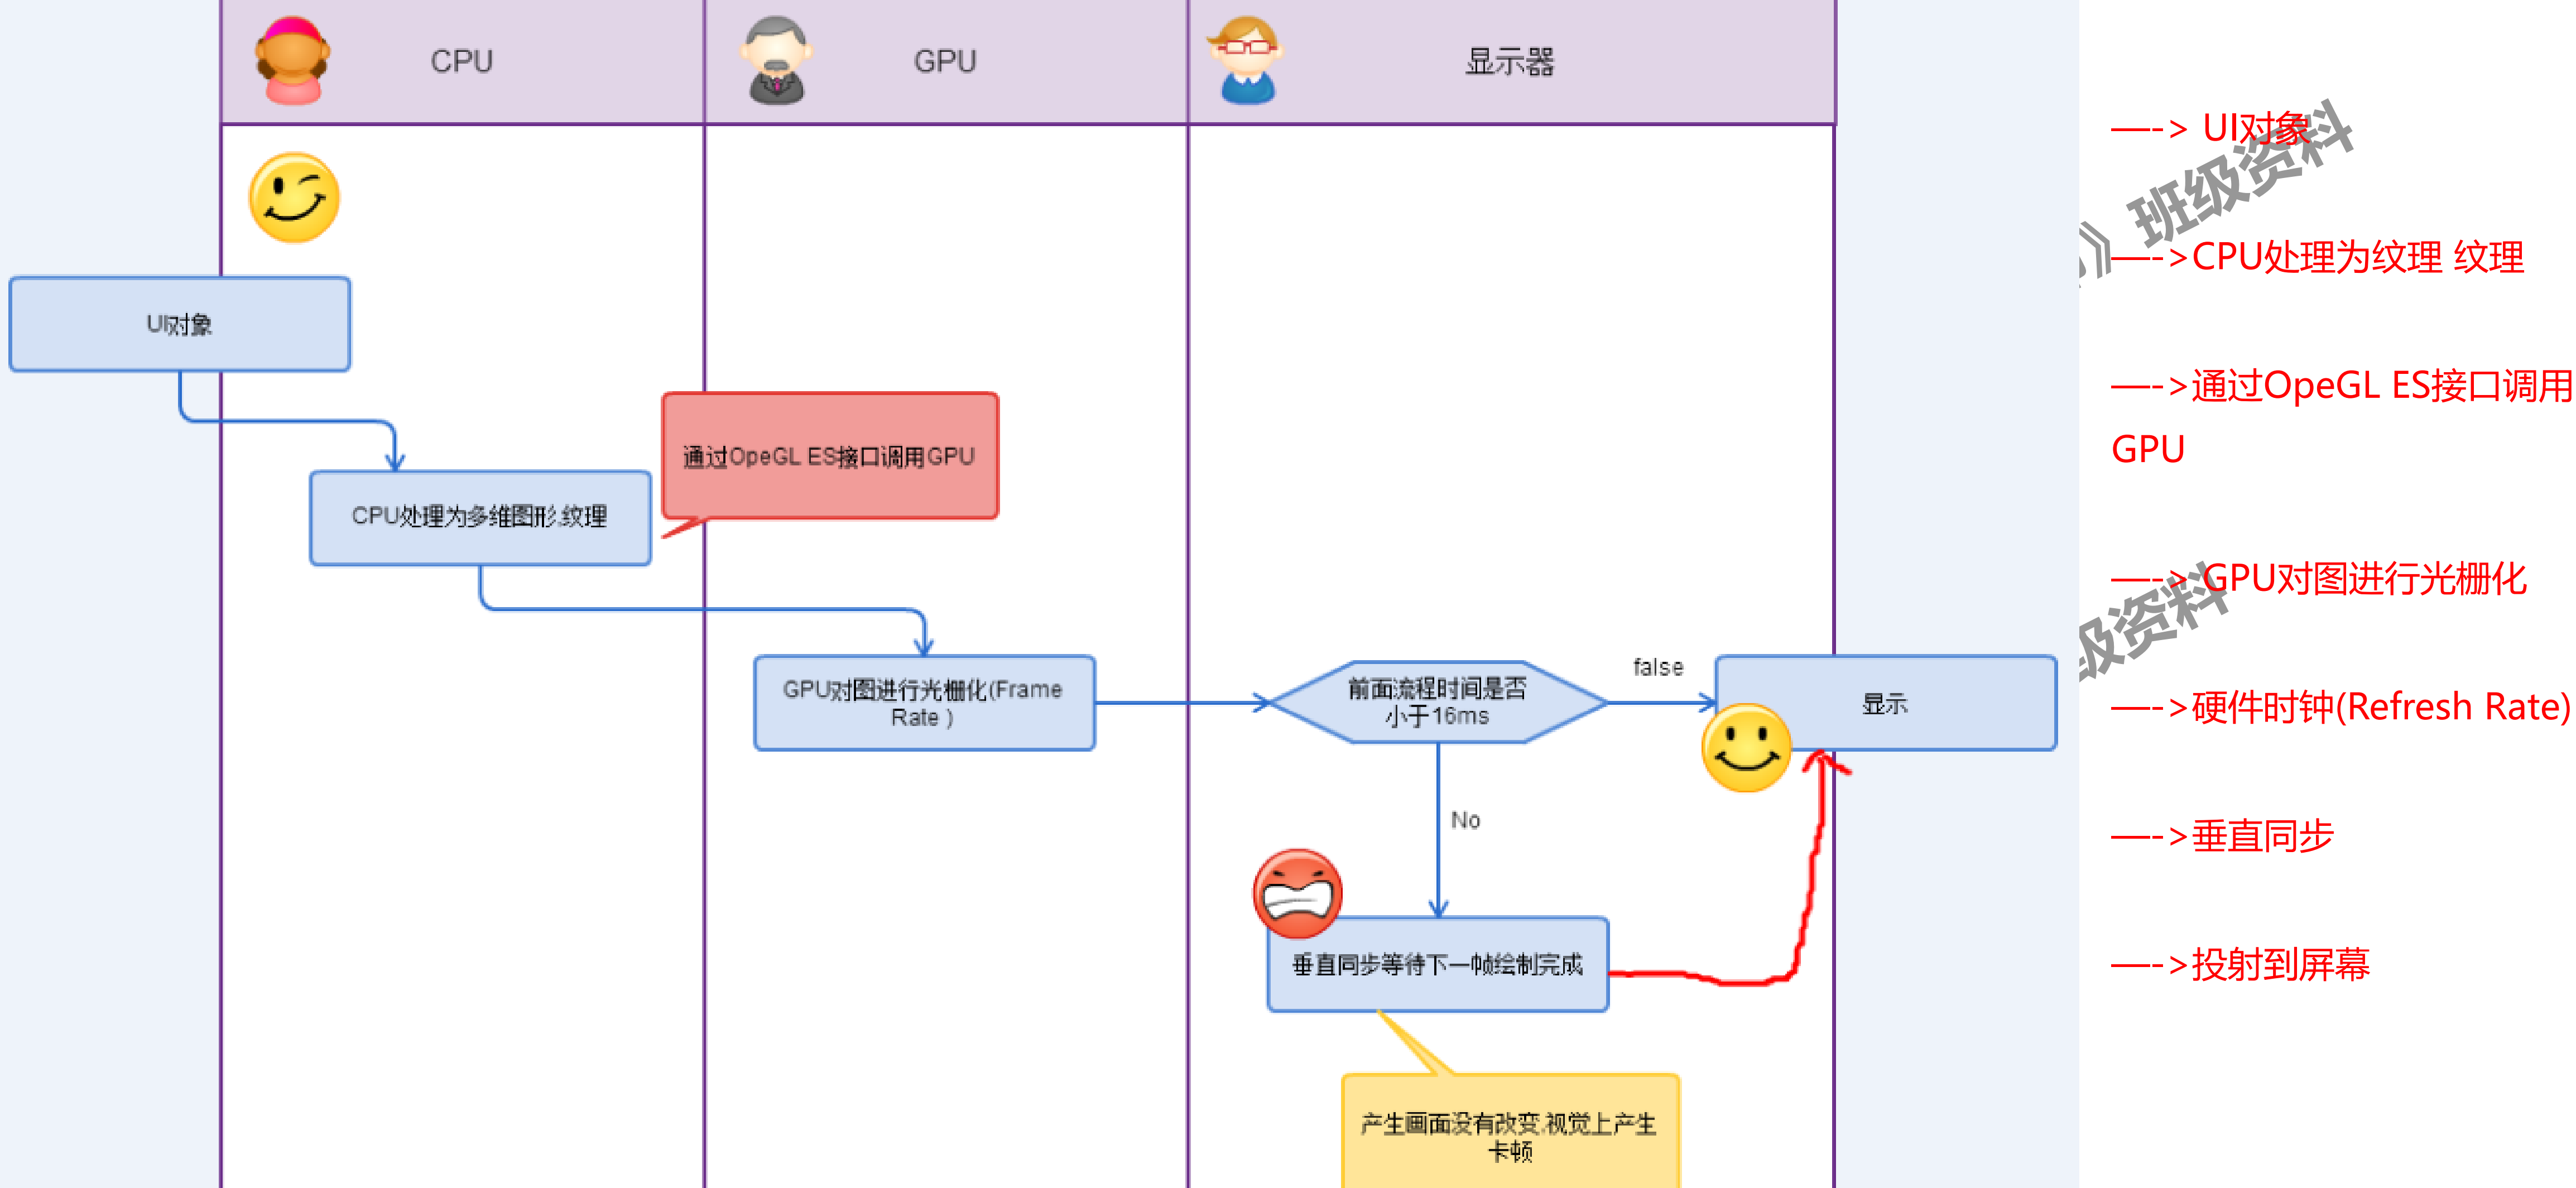 CPU
GPU
显示器
UI对象
CPU处理为多维图形,纹理
通过OpeGL ES接口调用GPU
GPU对图进行光栅化(Frame
Rate )
前面流程时间是否
小于16ms
false
显示
No
垂直同步等待下一帧绘制完成
产生画面没有改变,视觉上产生
卡顿
—-> UI对象
—->CPU处理为纹理 纹理
—->通过OpeGL ES接口调用
GPU
—-> GPU对图进行光栅化
—->硬件时钟(Refresh Rate)
—->垂直同步
—->投射到屏幕
》班级资料
级资料